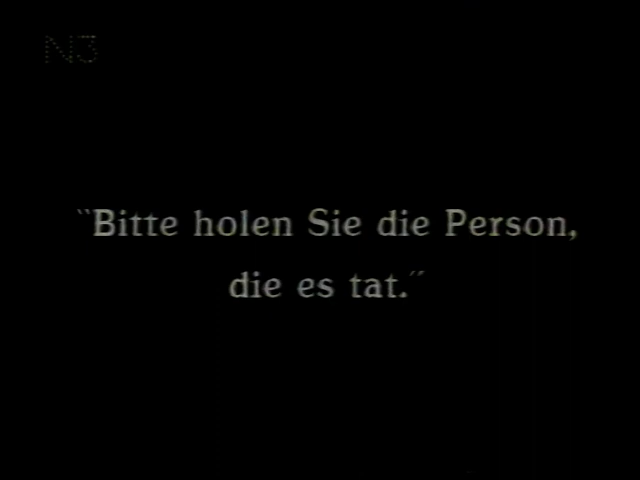 N3
"Bitte holen Sie die Person,
die es tat."